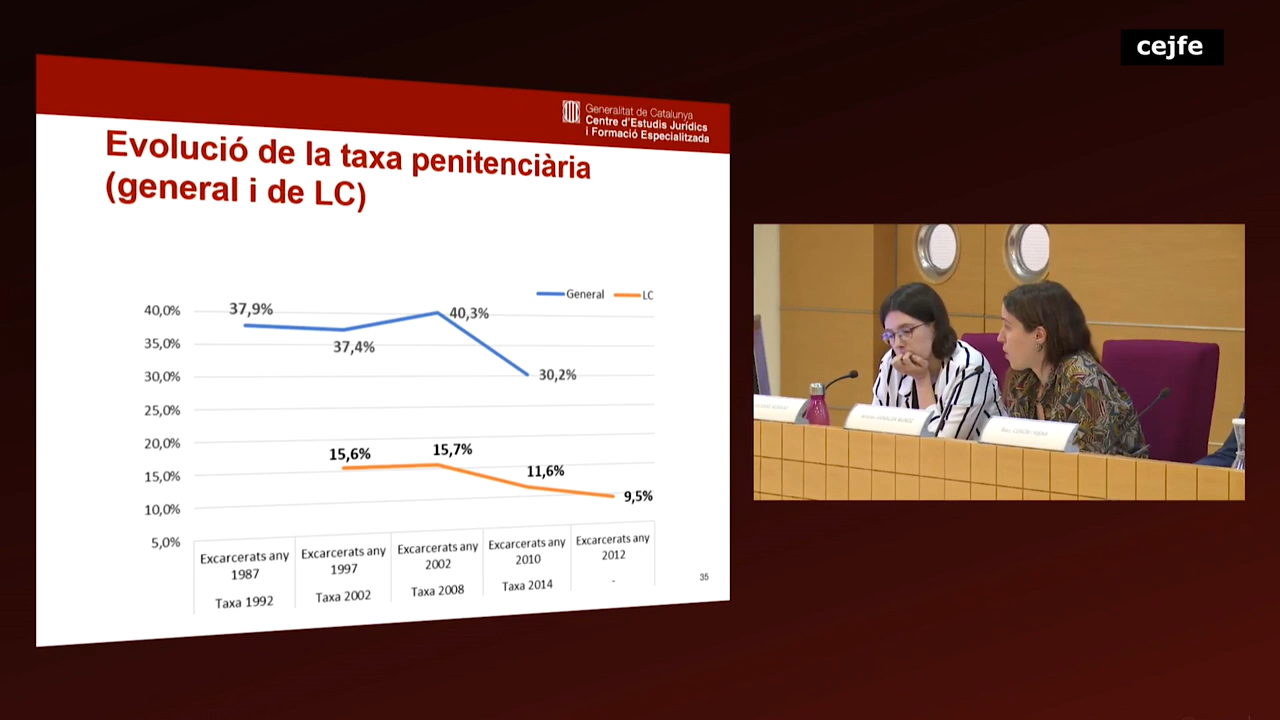 cejfe
Generalitat de Catalunya
Centre d'Estudis Jurídics
i Formació Especialitzada
Evolució de la taxa penitenciària
(general i de LC)
General LC
40,0%
35,0%
30,0%
25,0%
20,0%
15,0%
10,0%
5,0%
37,9%
37,4%
40,3%
30,2%
15,6%
15,7%
11,6%
9,5%
Excarcerats any
1987
Taxa 1992
Excarcerats any
1997
Taxa 2002
Excarcerats any
2002
Taxa 2008
Excarcerats any
2010
Taxa 2014
Excarcerats any
2012
-
35